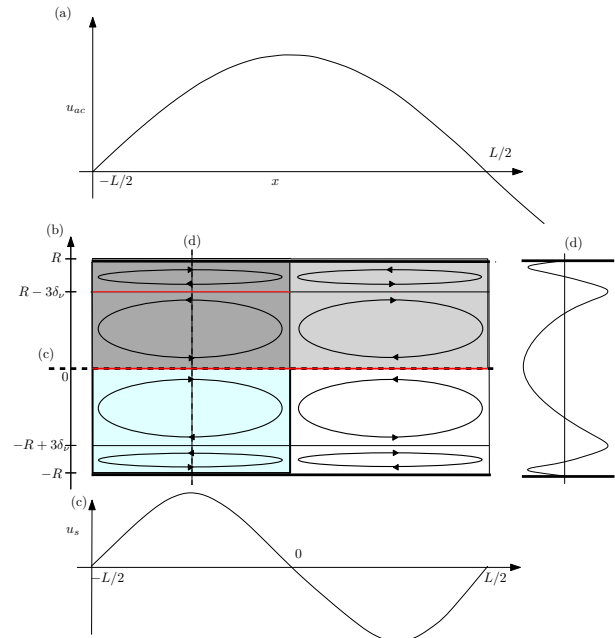 (a)
u_{ac}
L/2
−L/2
x
(b)
(d)
(d)
R
R − 3δ_ν
(c)
0
−R + 3δ_ν
−R
(c)
u_s
0
−L/2
L/2